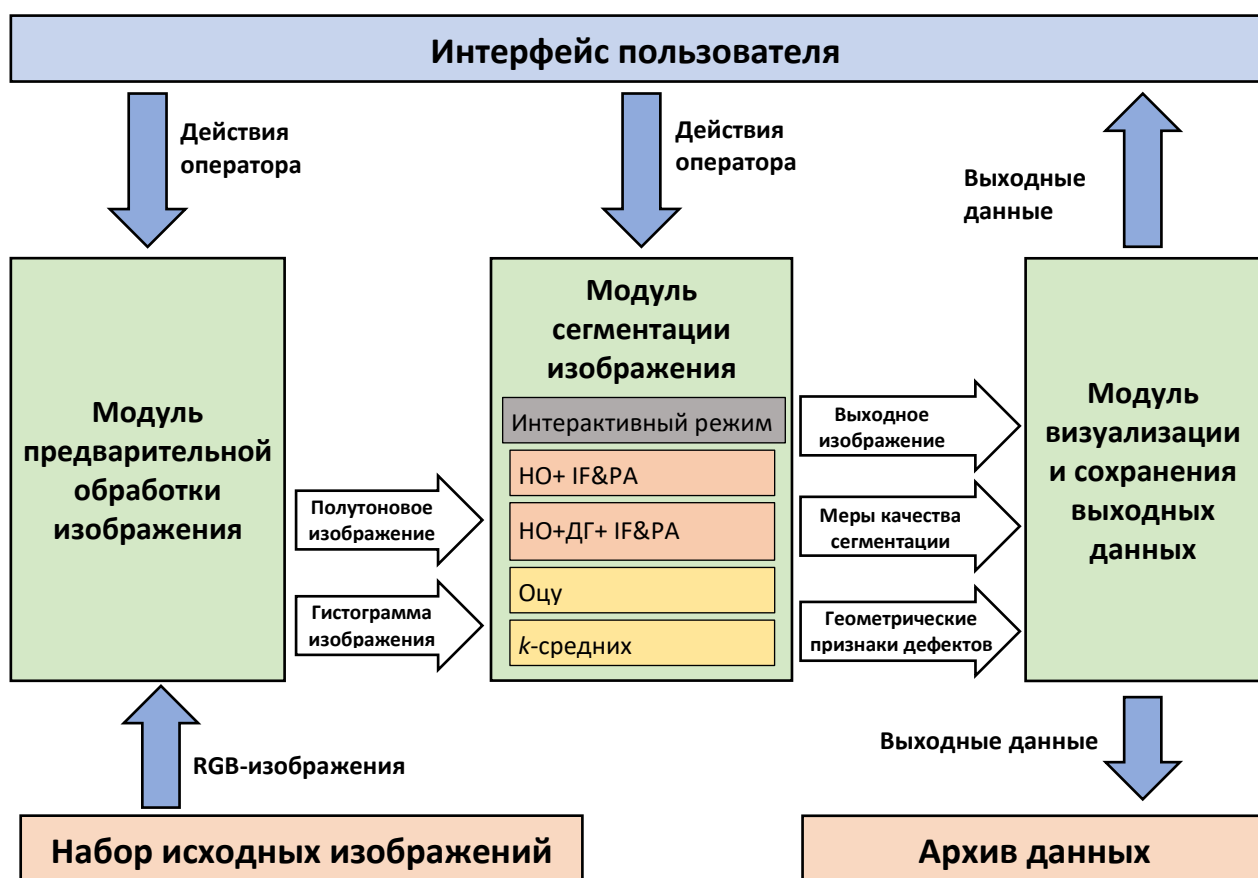 Интерфейс пользователя
Действия
оператора
Действия
оператора
Выходные
данные
Модуль
предварительной
обработки
изображения
Полутоновое
изображение
Гистограмма
изображения
Модуль
сегментации
изображения
Интерактивный режим
НО+ IF&PA
НО+ДГ+ IF&PA
Оцу
k-средних
Выходное
изображение
Меры качества
сегментации
Геометрические
признаки дефектов
Модуль
визуализации
и сохранения
выходных
данных
RGB-изображения
Выходные данные
Набор исходных изображений
Архив данных